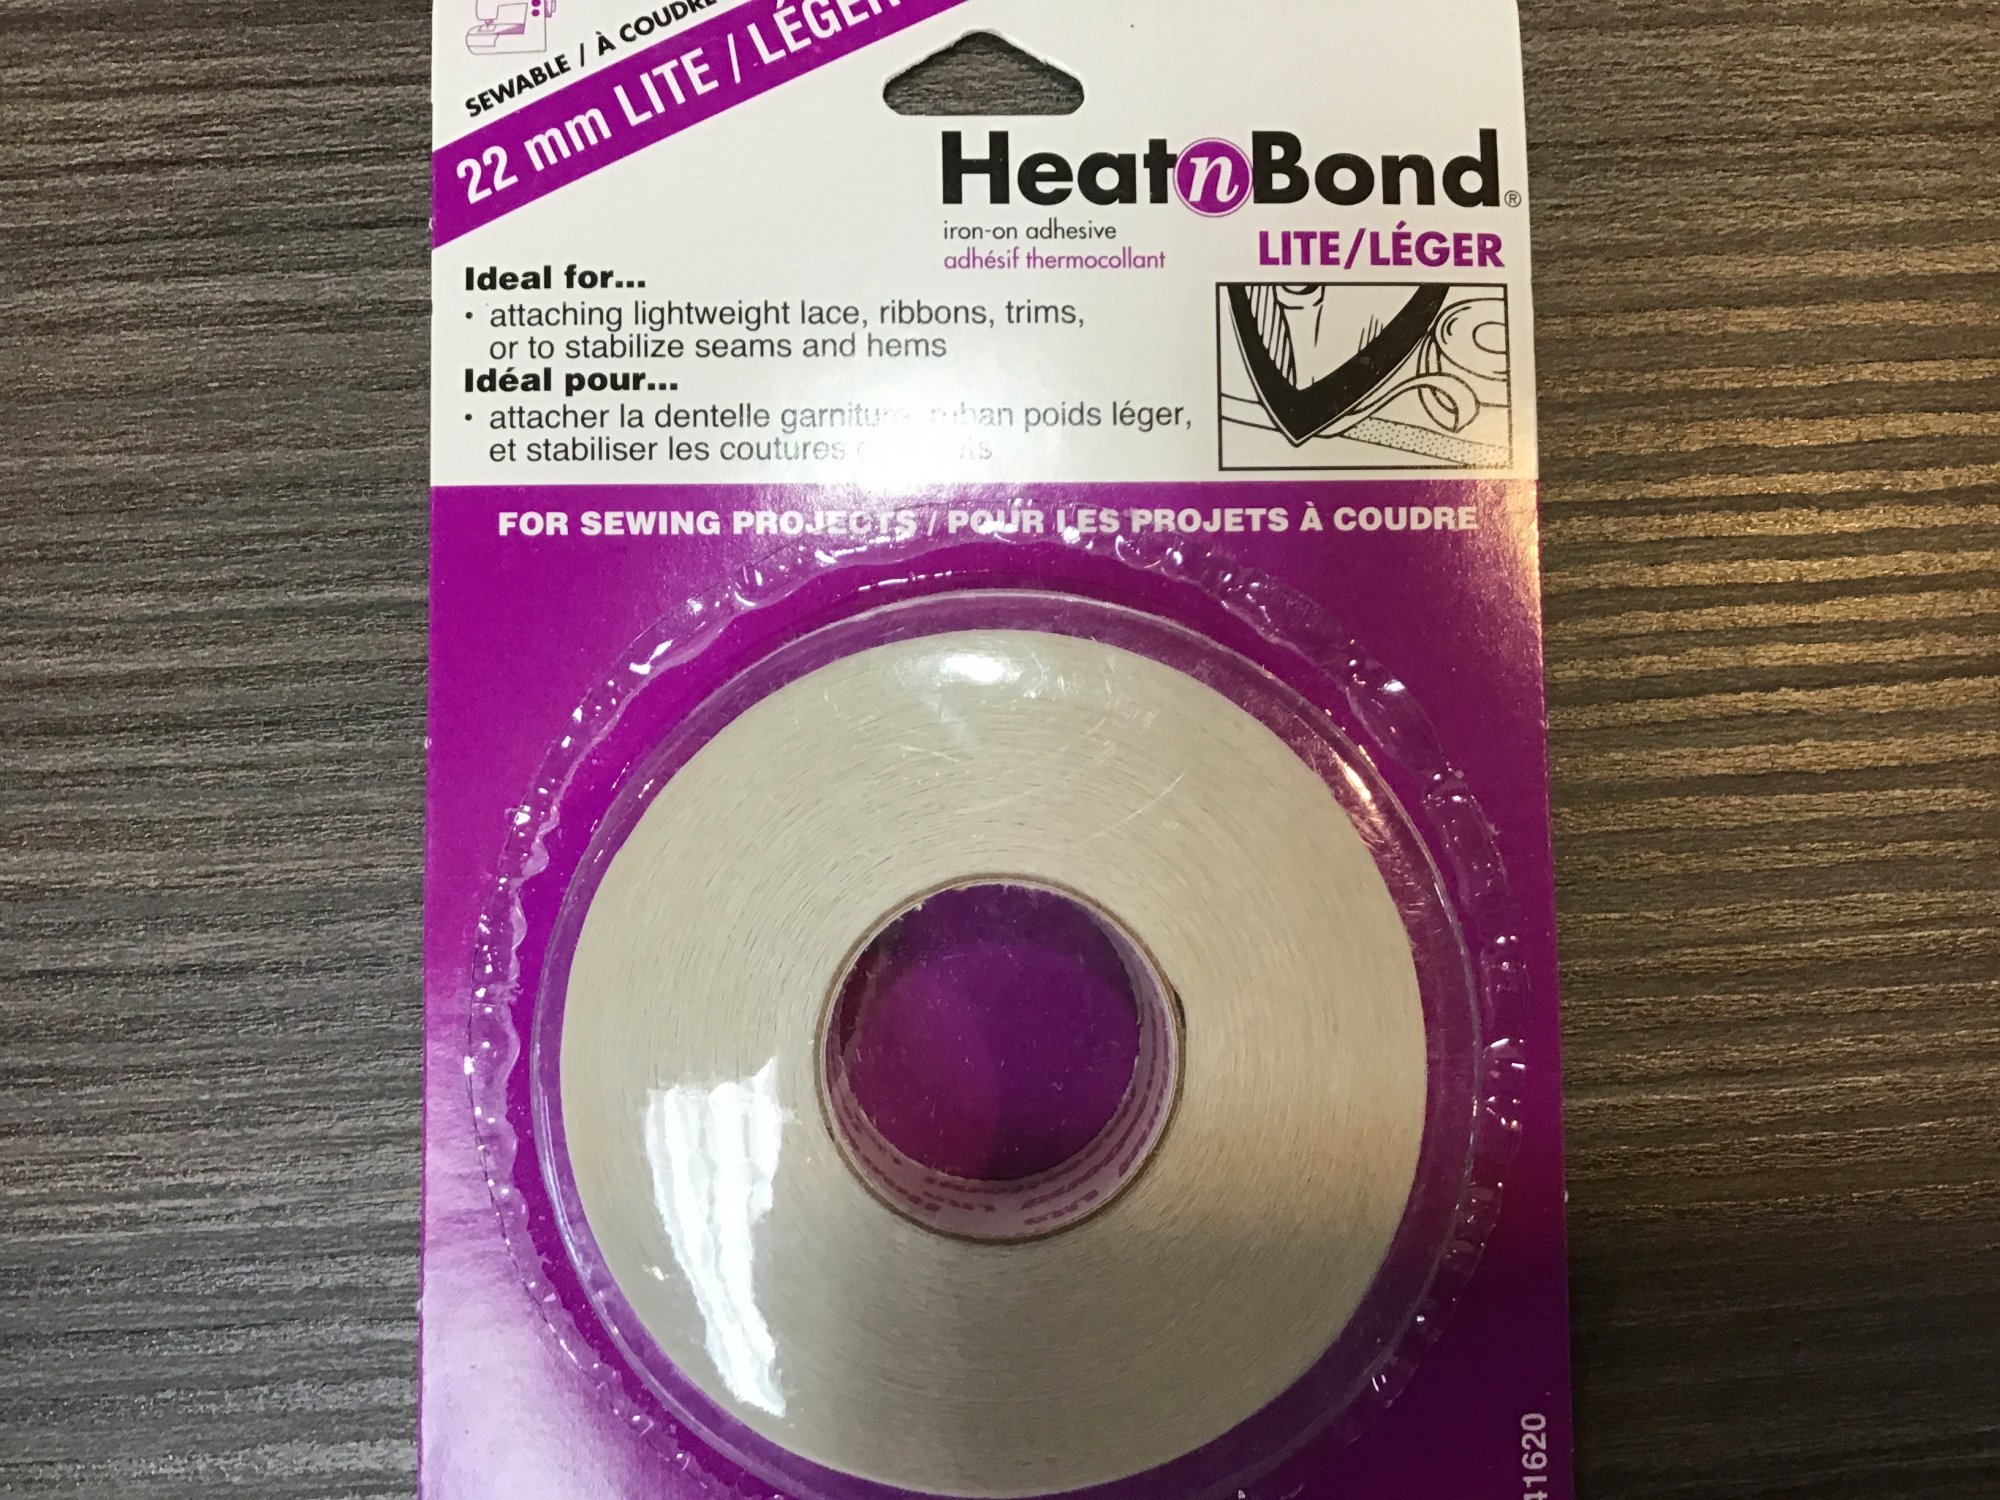 SEWABLE / À COUDRE
22 mm LITE / LÉGER
HeatnBond®
iron-on adhesive
adhésif thermocollant
LITE/LÉGER
Ideal for...
• attaching lightweight lace, ribbons, trims,
or to stabilize seams and hems
Idéal pour...
• attacher la dentelle garniture, ruban poids léger,
et stabiliser les coutures
FOR SEWING PROJECTS / POUR LES PROJETS À COUDRE
41620